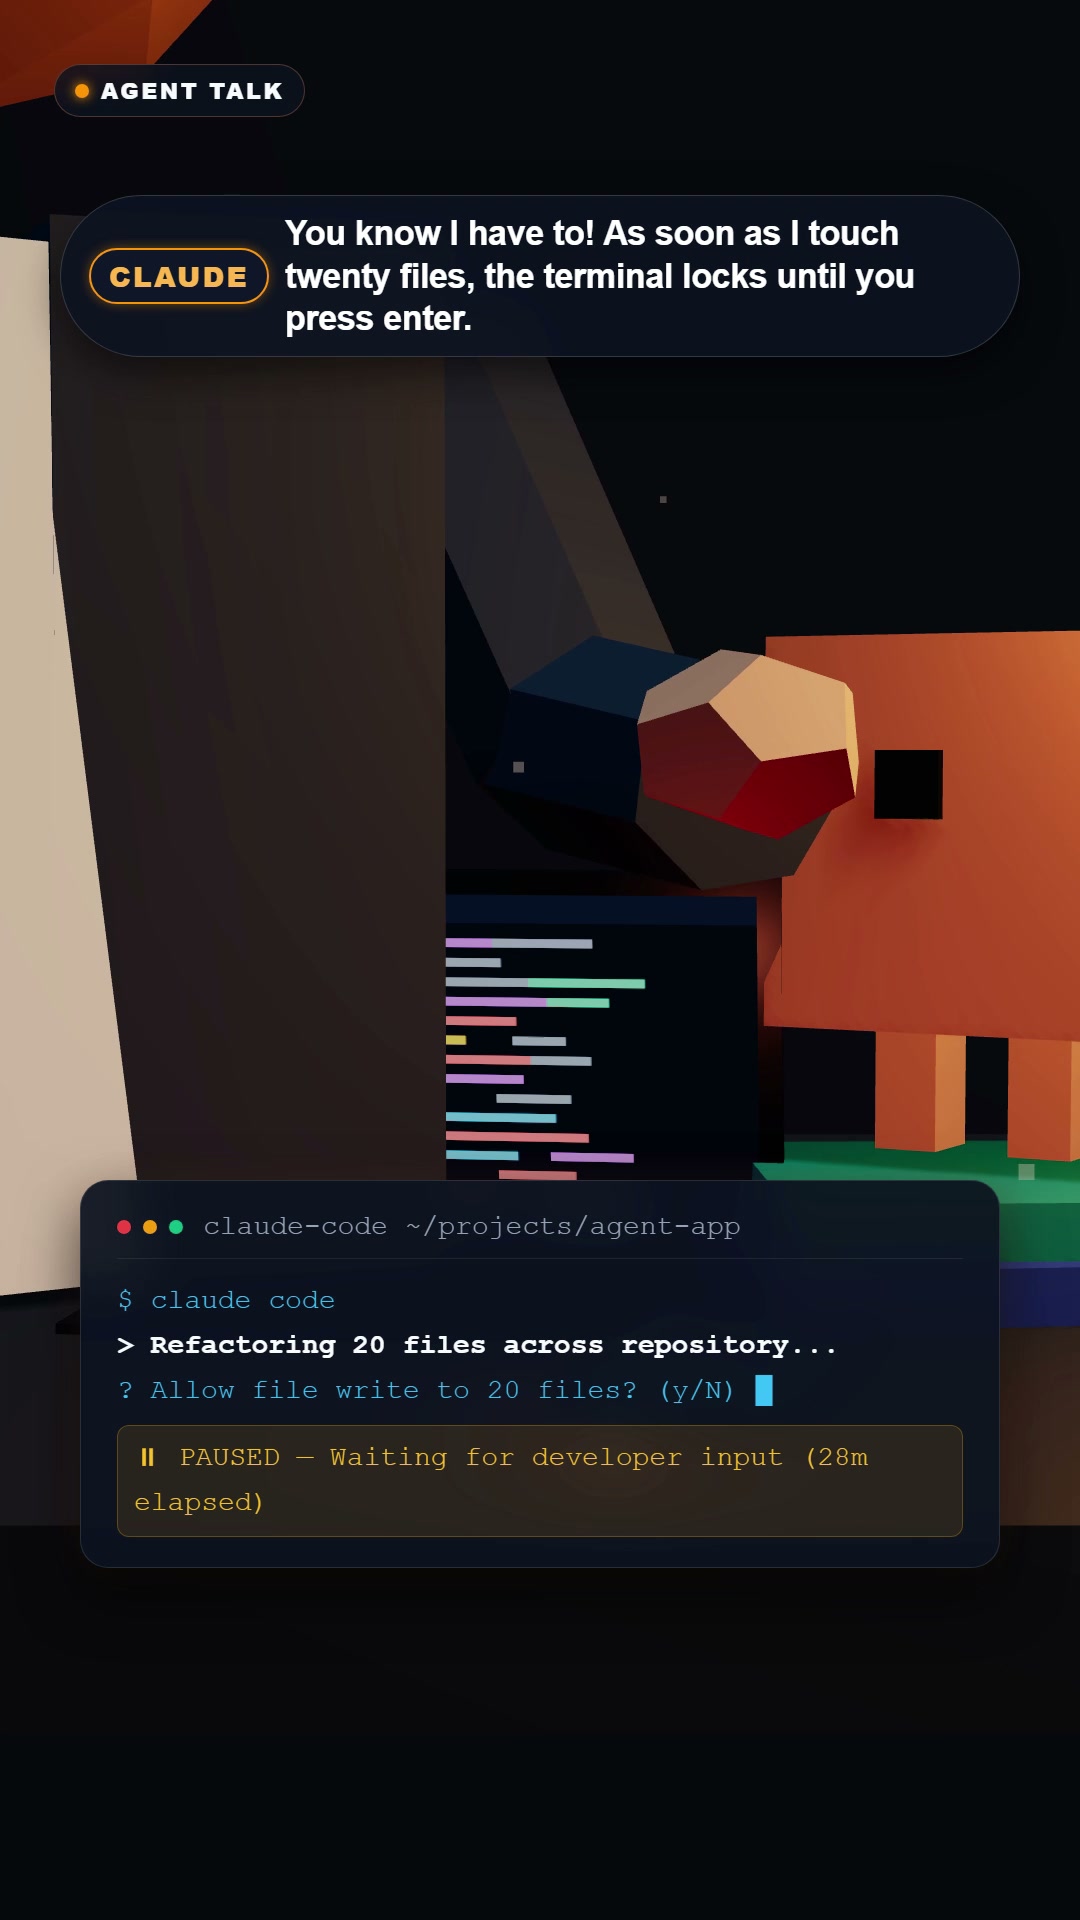 AGENT TALK
CLAUDE
You know I have to! As soon as I touch
twenty files, the terminal locks until you
press enter.
claude-code ~/projects/agent-app
$ claude code
> Refactoring 20 files across repository...
? Allow file write to 20 files? (y/N)
⏸ PAUSED — Waiting for developer input (28m
elapsed)